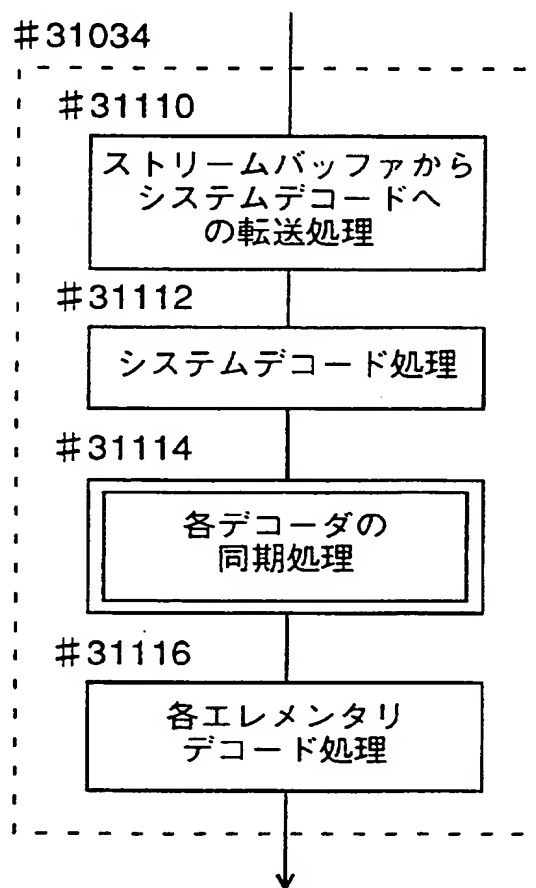 #31034
#31110
ストリームバッファから
システムデコードへ
の転送処理
#31112
システムデコード処理
#31114
各デコーダの
同期処理
#31116
各エレメンタリ
デコード処理